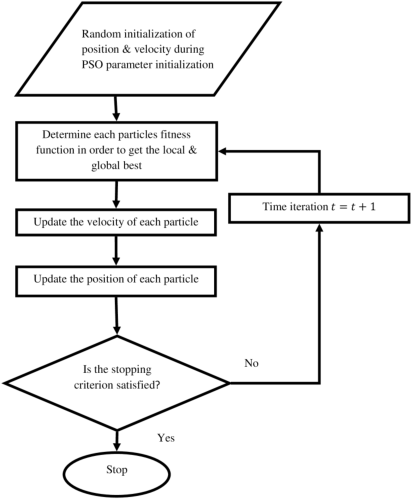 Random initialization of
position & velocity during
PSO parameter initialization
Determine each particles fitness
function in order to get the local &
global best
Time iteration t = t + 1
Update the velocity of each particle
Update the position of each particle
Is the stopping
criterion satisfied?
No
Yes
Stop